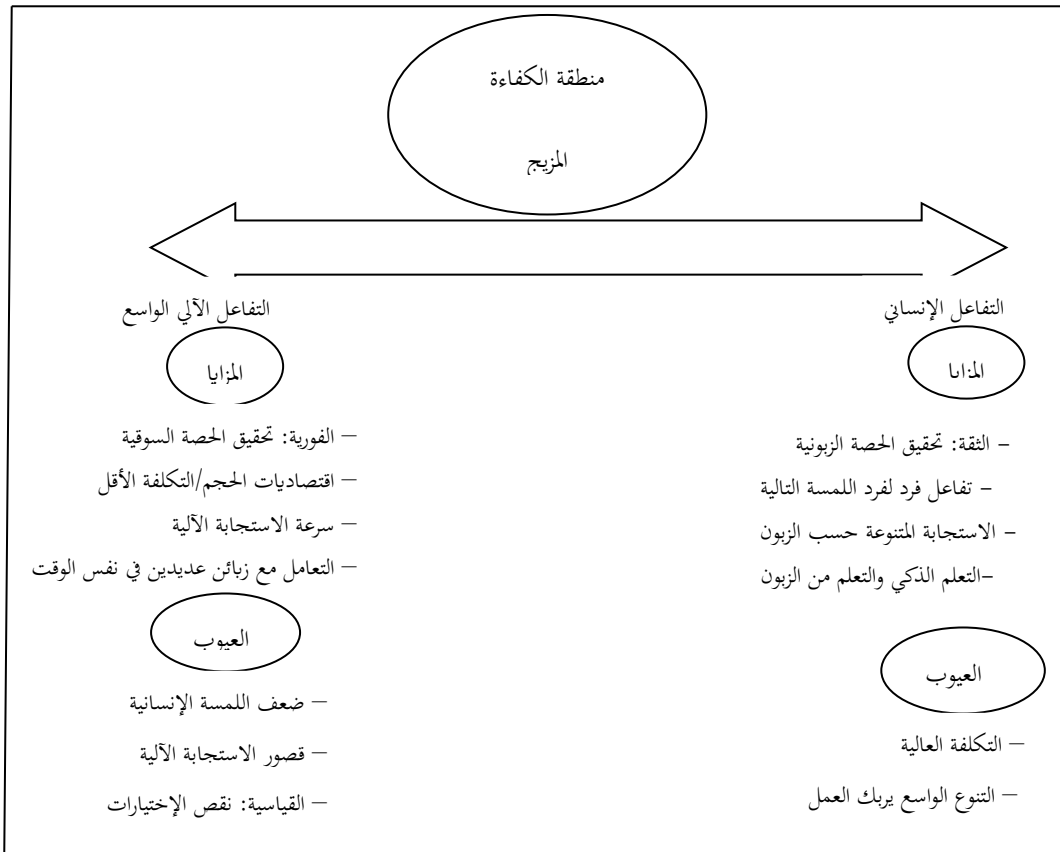 منطقة الكفاءة
المزيج
التفاعل الإنساني
المزايا
– الثقة: تحقيق الحصة الزبونية
– تفاعل فرد لفرد اللمسة التالية
– الاستجابة المتنوعة حسب الزبون
–التعلم الذكي والتعلم من الزبون
العيوب
– التكلفة العالية
– التنوع الواسع يربك العمل
التفاعل الآلي الواسع
المزايا
– الفورية: تحقيق الحصة السوقية
– اقتصاديات الحجم/التكلفة الأقل
– سرعة الاستجابة الآلية
– التعامل مع زبائن عديدين في نفس الوقت
العيوب
– ضعف اللمسة الإنسانية
– قصور الاستجابة الآلية
– القياسية: نقص الإختيارات